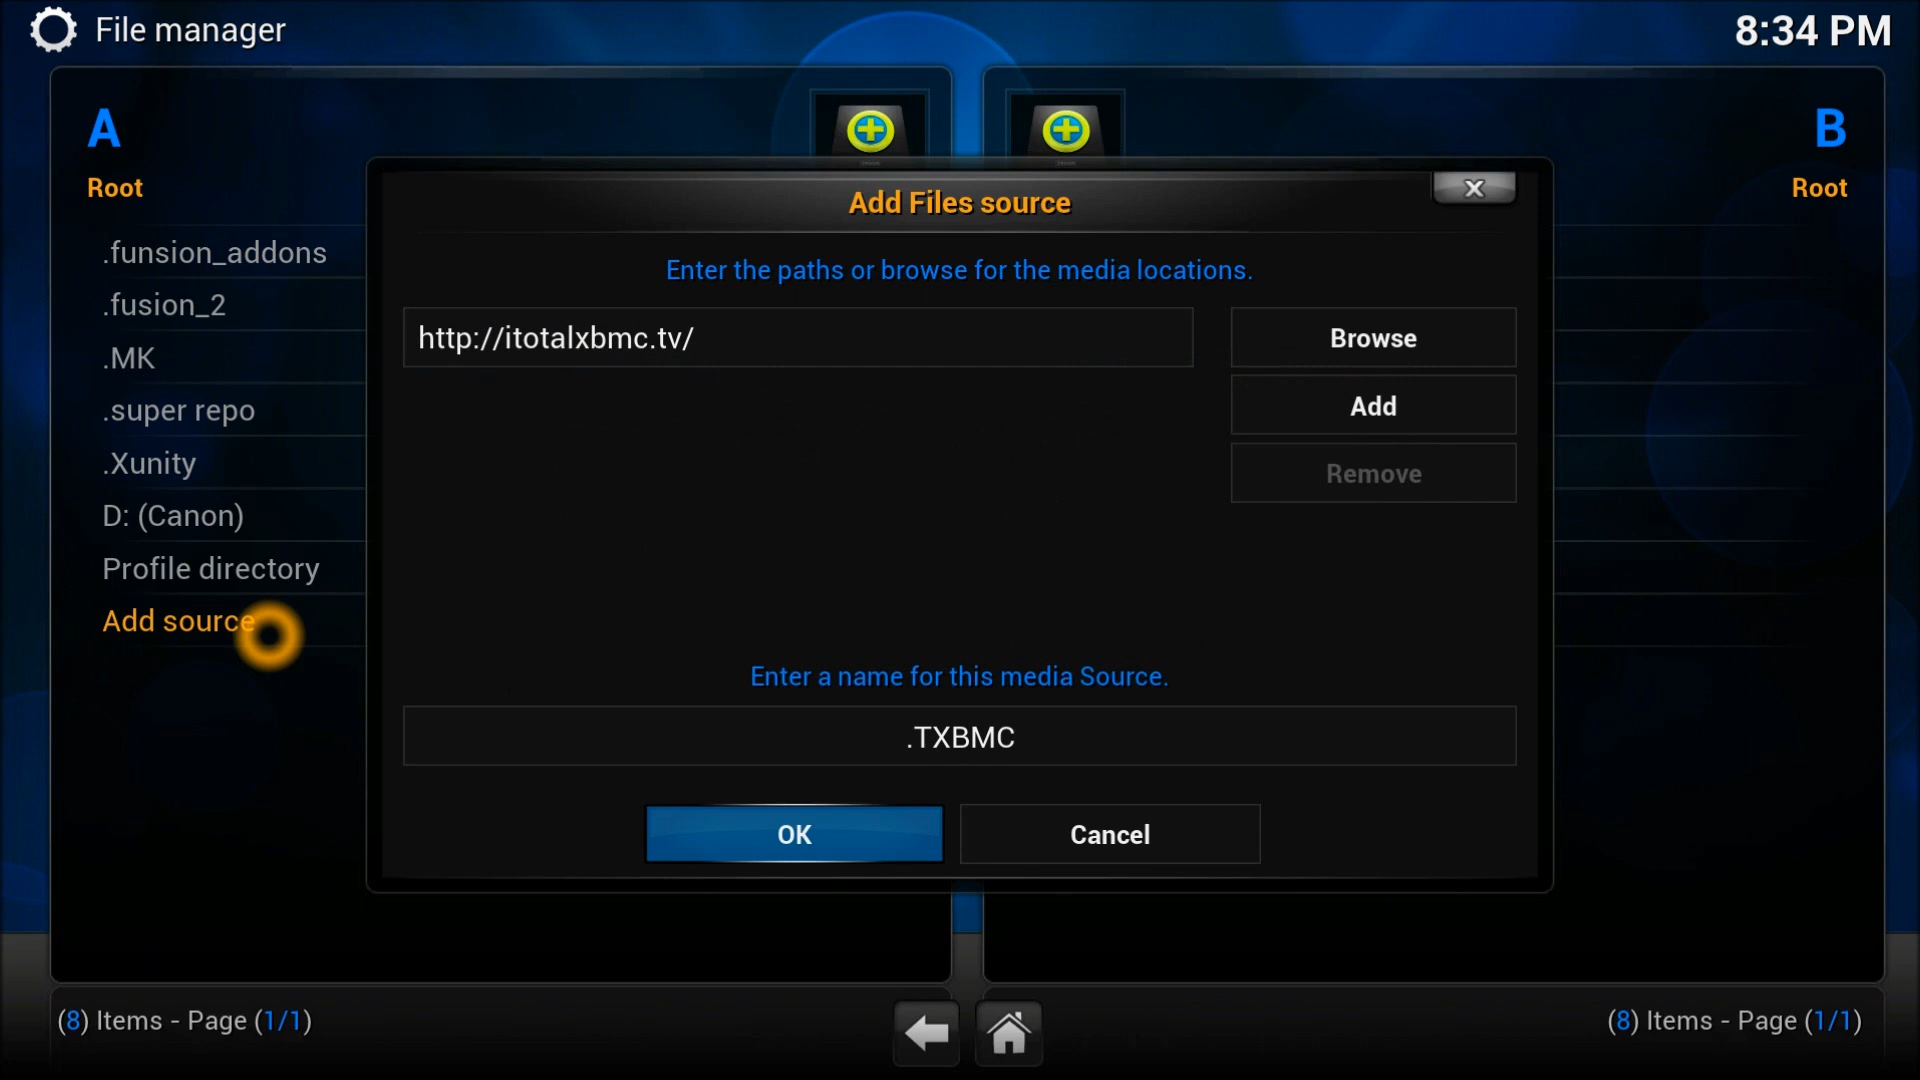 File manager
8:34 PM
A
B
Root
Root
.funsion_addons
.fusion_2
.MK
.super repo
.Xunity
D: (Canon)
Profile directory
Add source
Add Files source
x
Enter the paths or browse for the media locations.
http://itotalxbmc.tv/
Browse
Add
Remove
Enter a name for this media Source.
.TXBMC
OK
Cancel
(8) Items - Page (1/1)
(8) Items - Page (1/1)